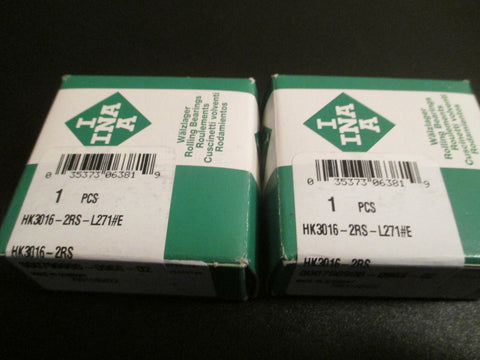 I
INA
A
Wälzlager
Rolling Bearings
Roulements
Cuscinetti volventi
Rodamientos
0 35373 06381 9
1 PCS
HK3016-2RS-L271#E
HK3016-2RS
I
INA
A
Wälzlager
Rolling Bearings
Roulements
Cuscinetti volventi
Rodamientos
0 35373 06381 9
1 PCS
HK3016-2RS-L271#E
HK3016-2RS